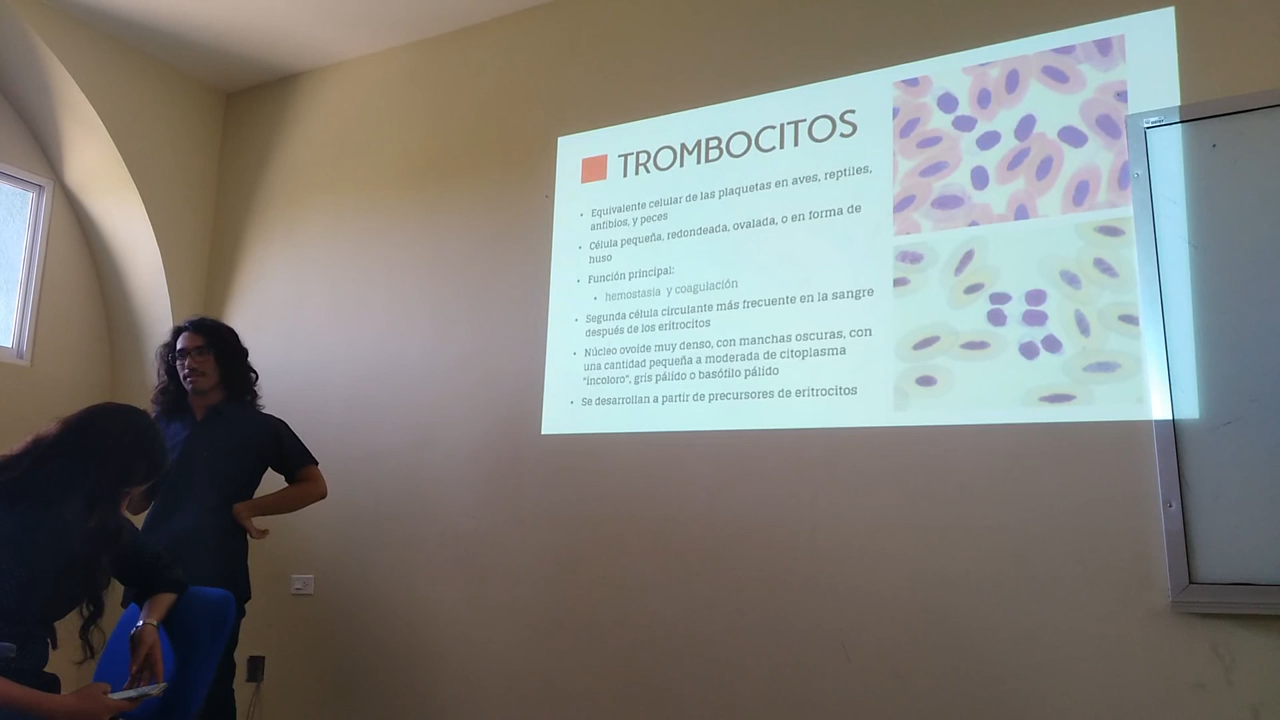 TROMBOCITOS
• Equivalente celular de las plaquetas en aves, reptiles,
anfibios, y peces
• Célula pequeña, redondeada, ovalada, o en forma de
huso
• Función principal:
• hemostasia y coagulación
• Segunda célula circulante más frecuente en la sangre
después de los eritrocitos
• Núcleo ovoide muy denso, con manchas oscuras, con
una cantidad pequeña a moderada de citoplasma
"incoloro", gris pálido o basófilo pálido
• Se desarrollan a partir de precursores de eritrocitos